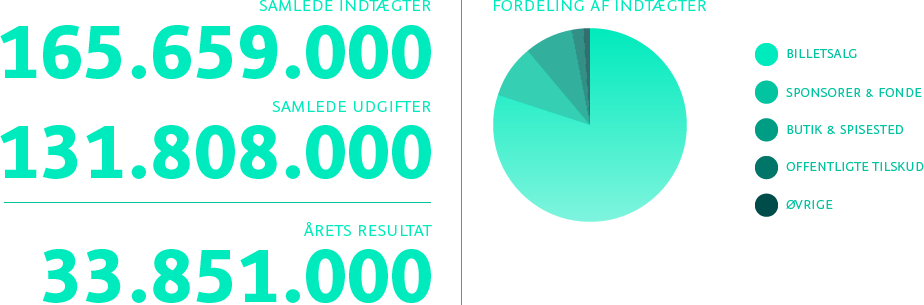 SAMLEDE INDTÆGTER
165.659.000
SAMLEDE UDGIFTER
131.808.000
ÅRETS RESULTAT
33.851.000
FORDELING AF INDTÆGTER
BILLETSALG
SPONSORER & FONDE
BUTIK & SPISESTED
OFFENTLIGTE TILSKUD
ØVRIGE